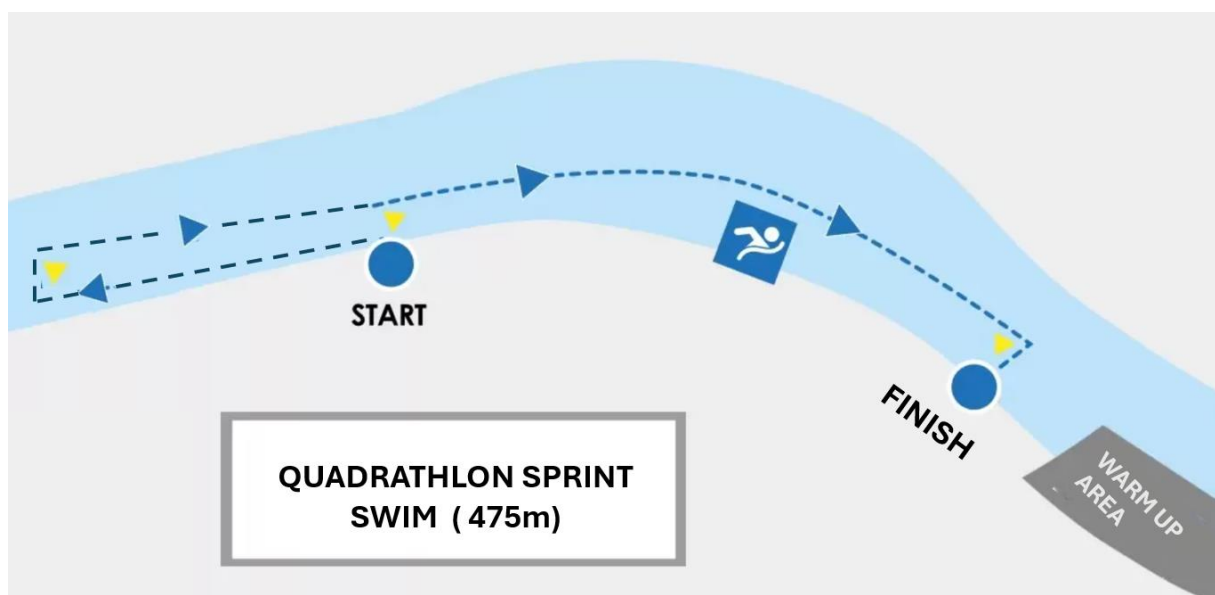 START
FINISH
QUADRATHLON SPRINT
SWIM ( 475m)
WARM UP
AREA